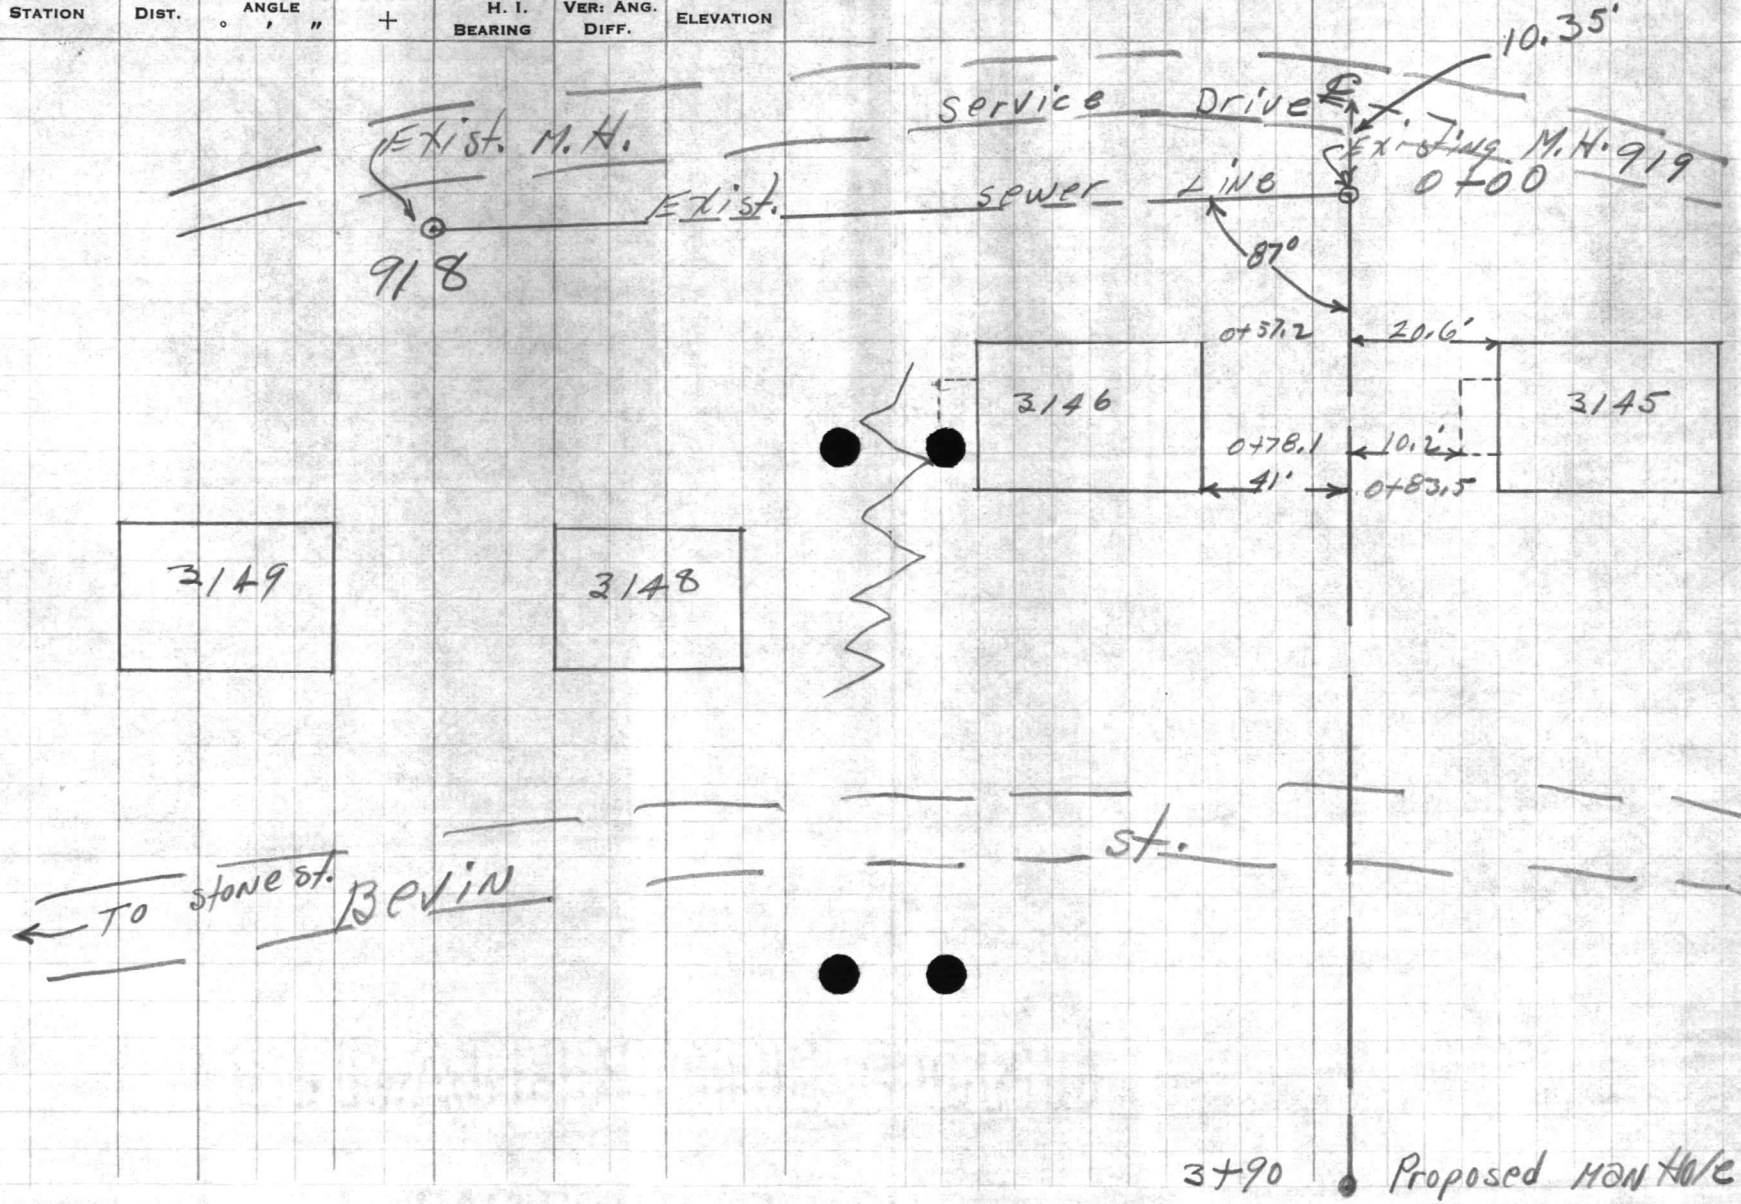 STATION DIST. ANGLE ° ' " + H. I. BEARING VER: ANG. DIFF. ELEVATION
10.35'
Service Drive ℄
Exist. M.H.
Existing M.H. 919
0+00
Exist. sewer Line
918
87°
0+57.2 20.6'
3146
3145
0+78.1 10.2'
41' 0+83.5
3149
3148
St.
To Stone St. Bevin
3+90 Proposed Man Hole